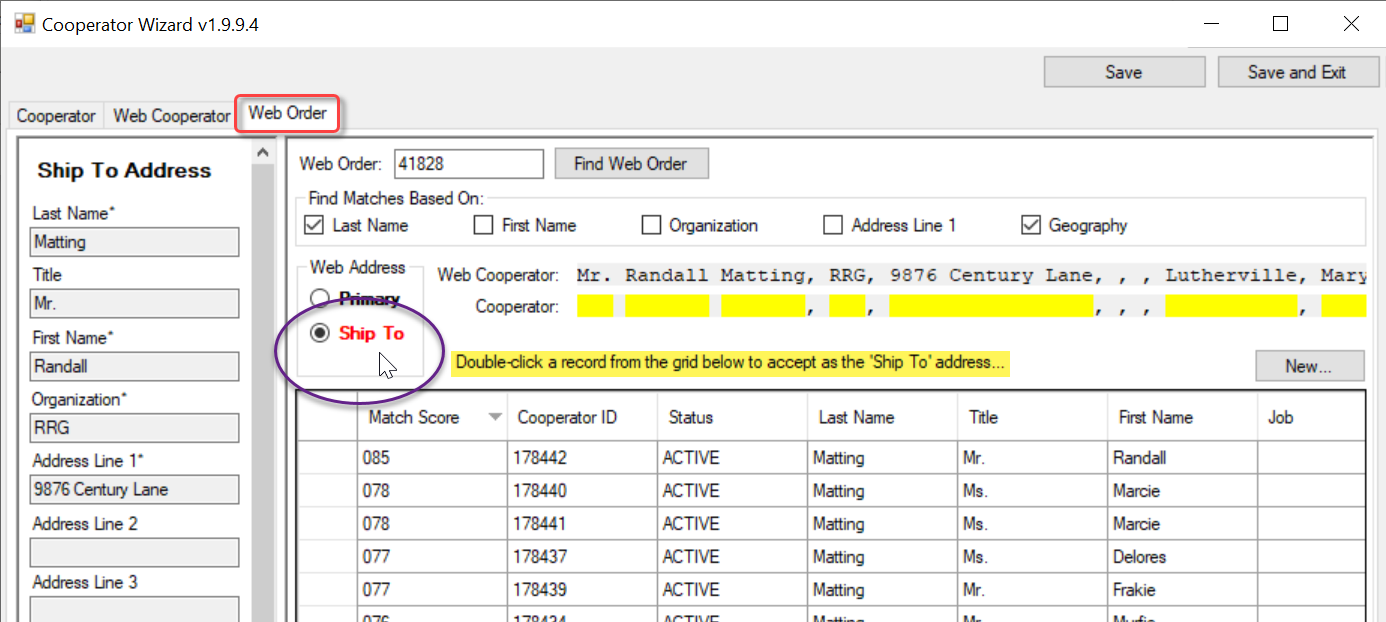 Cooperator Wizard v1.9.9.4
Save Save and Exit
Cooperator Web Cooperator Web Order
Ship To Address
Last Name*
Matting
Title
Mr.
First Name*
Randall
Organization*
RRG
Address Line 1*
9876 Century Lane
Address Line 2
Address Line 3
Web Order: 41828 Find Web Order
Find Matches Based On:
Last Name First Name Organization Address Line 1 Geography
Web Address
Primary
Ship To
Web Cooperator: Mr. Randall Matting, RRG, 9876 Century Lane, , , Lutherville, Mary
Cooperator: , , , , , ,
Double-click a record from the grid below to accept as the 'Ship To' address...
New...
Match Score Cooperator ID Status Last Name Title First Name Job
085 178442 ACTIVE Matting Mr. Randall
078 178440 ACTIVE Matting Ms. Marcie
078 178441 ACTIVE Matting Ms. Marcie
077 178437 ACTIVE Matting Ms. Delores
077 178439 ACTIVE Matting Mr. Frakie
076 178434 ACTIVE Matting Mr.